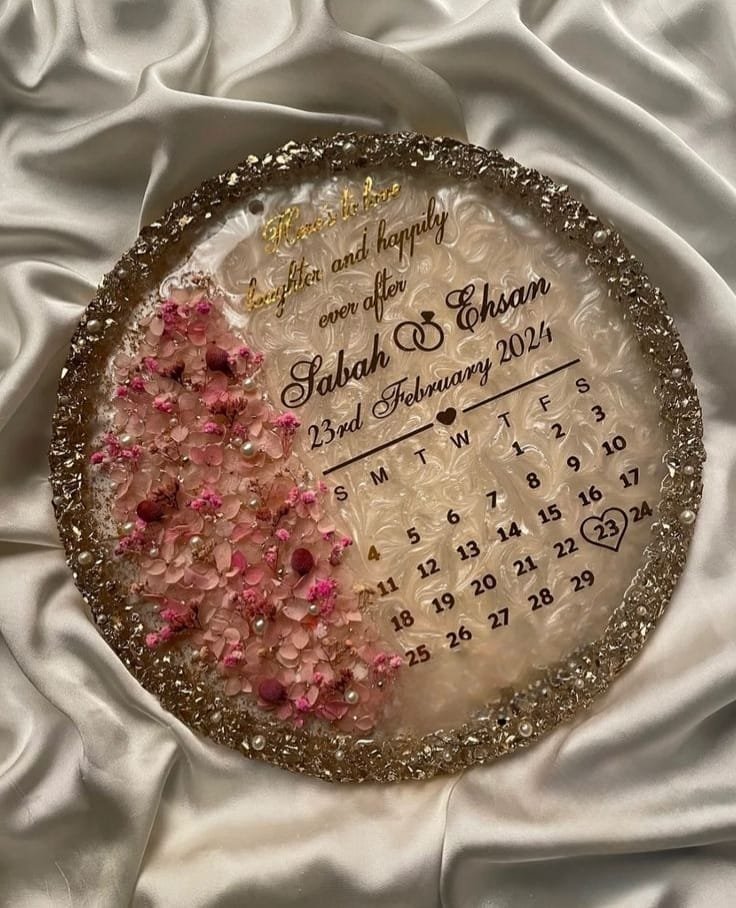 Here's to love
laughter and happily
ever after
Sabah Ehsan
23rd February 2024
S M T W T F S
1 2 3
4 5 6 7 8 9 10
11 12 13 14 15 16 17
18 19 20 21 22 23 24
25 26 27 28 29